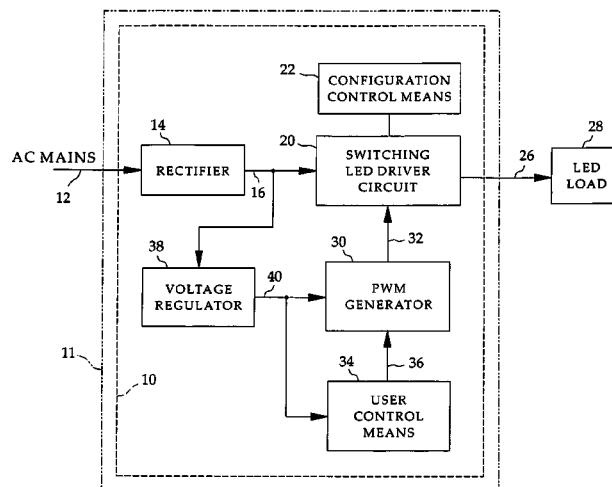 22
CONFIGURATION
CONTROL MEANS
14
20
28
AC MAINS
RECTIFIER
SWITCHING
LED DRIVER
CIRCUIT
26
LED
LOAD
12
16
38
30
32
40
VOLTAGE
REGULATOR
PWM
GENERATOR
11
10
34
36
USER
CONTROL
MEANS